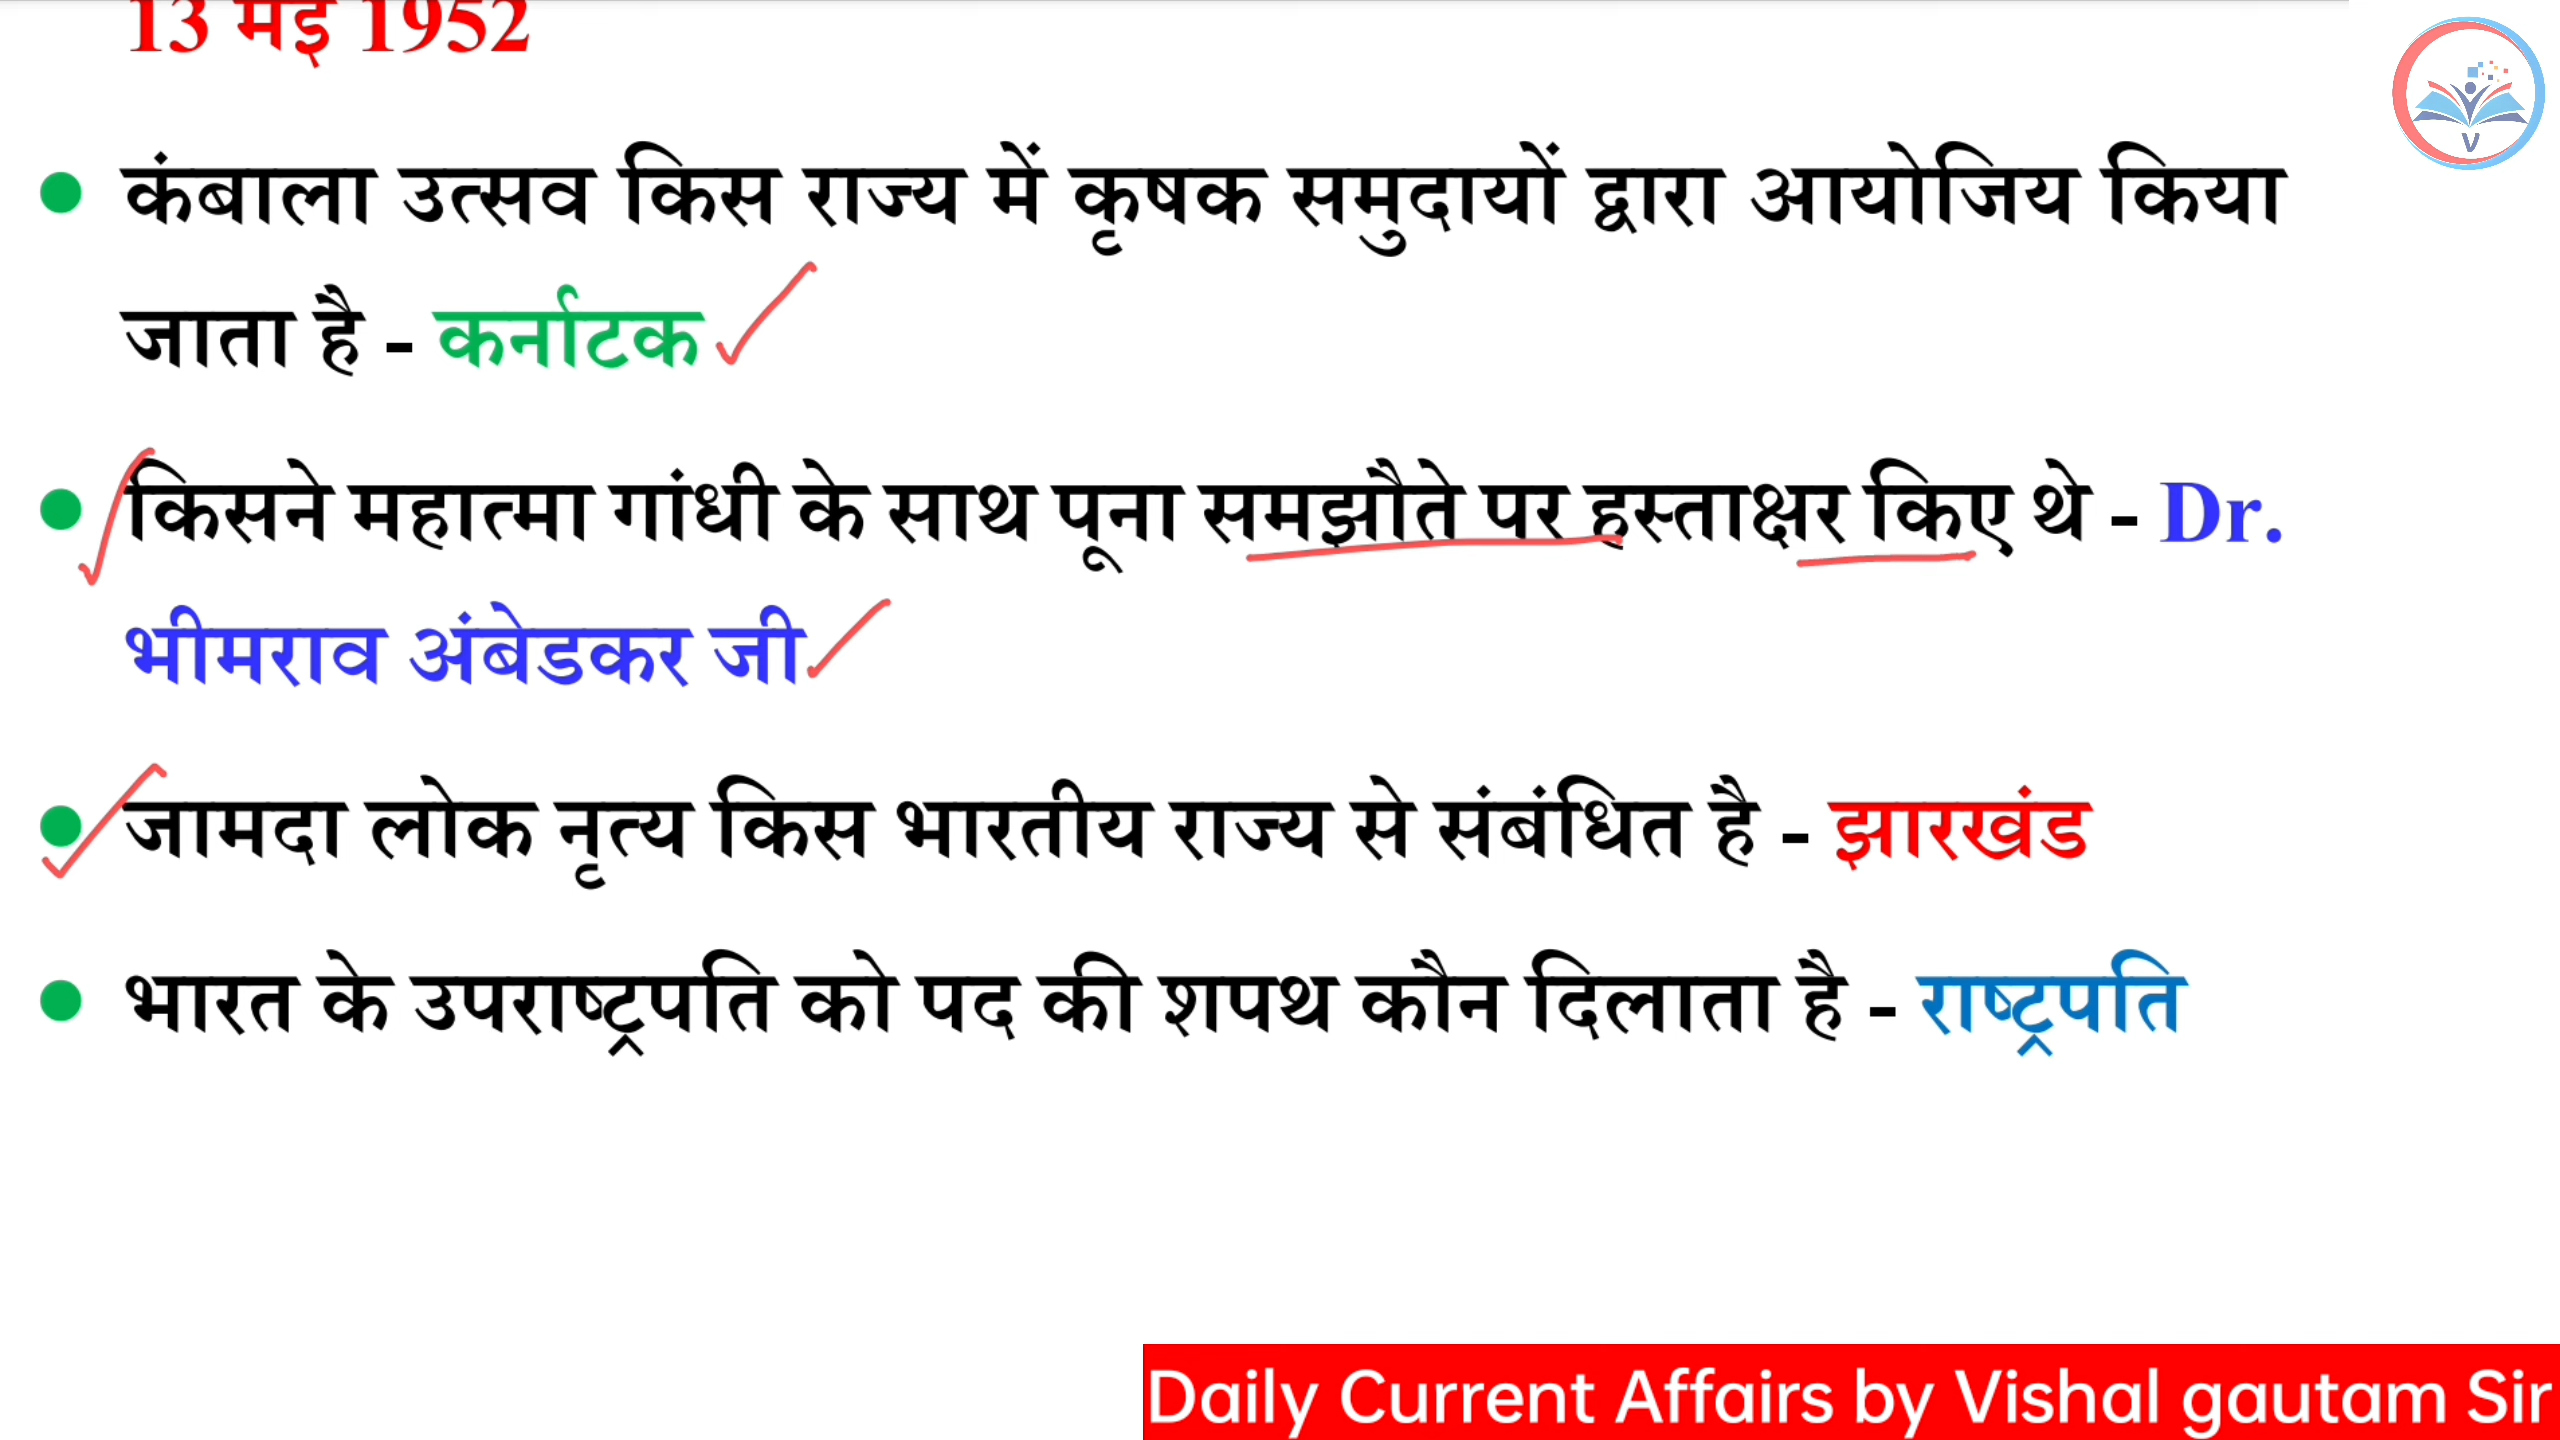 13 मई 1952
V
कंबाला उत्सव किस राज्य में कृषक समुदायों द्वारा आयोजिय किया
जाता है - कर्नाटक
किसने महात्मा गांधी के साथ पूना समझौते पर हस्ताक्षर किए थे - Dr.
भीमराव अंबेडकर जी
जामदा लोक नृत्य किस भारतीय राज्य से संबंधित है - झारखंड
भारत के उपराष्ट्रपति को पद की शपथ कौन दिलाता है - राष्ट्रपति
Daily Current Affairs by Vishal gautam Sir